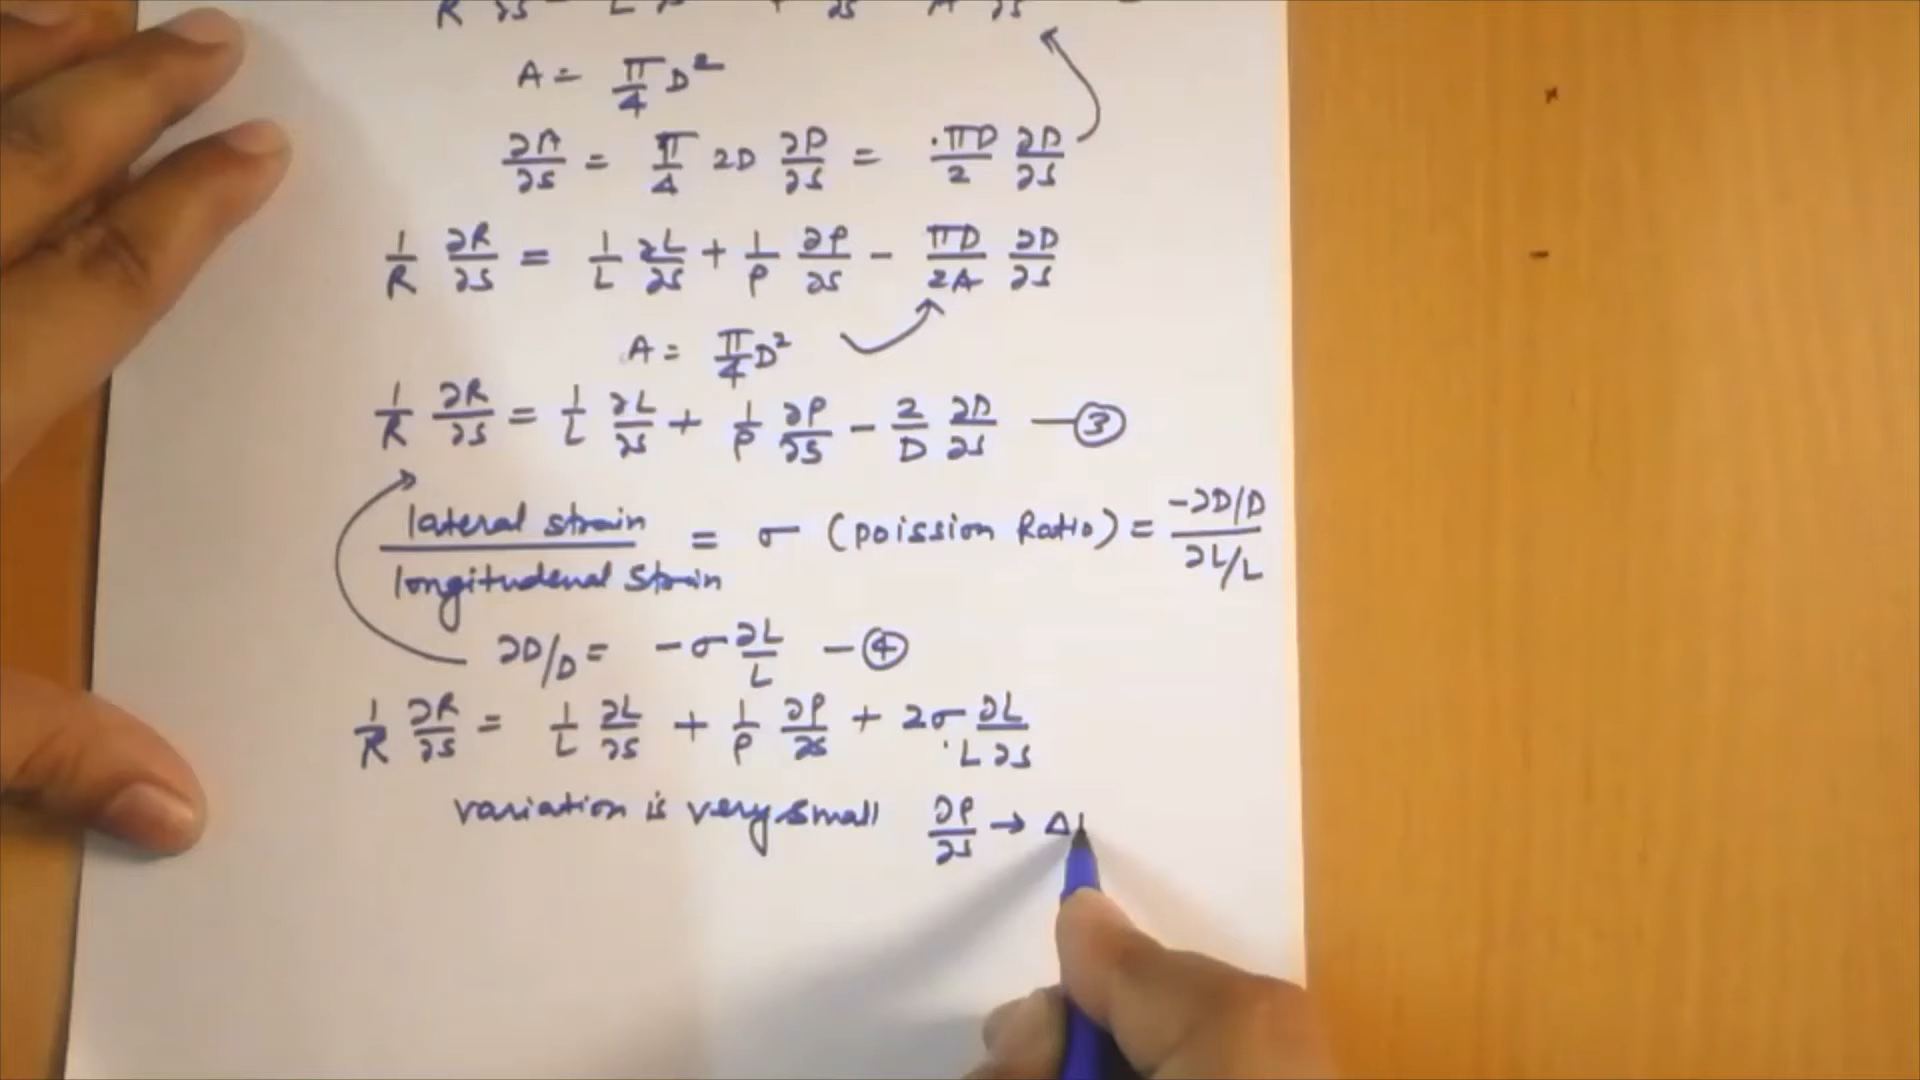 A = π/4 D²
∂A/∂s = π/4 2D ∂D/∂s = πD/2 ∂D/∂s
1/R ∂R/∂s = 1/L ∂L/∂s + 1/ρ ∂ρ/∂s - πD/2A ∂D/∂s
A = π/4 D²
1/R ∂R/∂s = 1/L ∂L/∂s + 1/ρ ∂ρ/∂s - 2/D ∂D/∂s — ③
lateral strain / longitudenal Strain = σ (poission Ratio) = -∂D/D / ∂L/L
∂D/D = -σ ∂L/L — ④
1/R ∂R/∂s = 1/L ∂L/∂s + 1/ρ ∂ρ/∂s + 2σ ∂L/L∂s
variation is very small ∂ρ/∂s → Δ